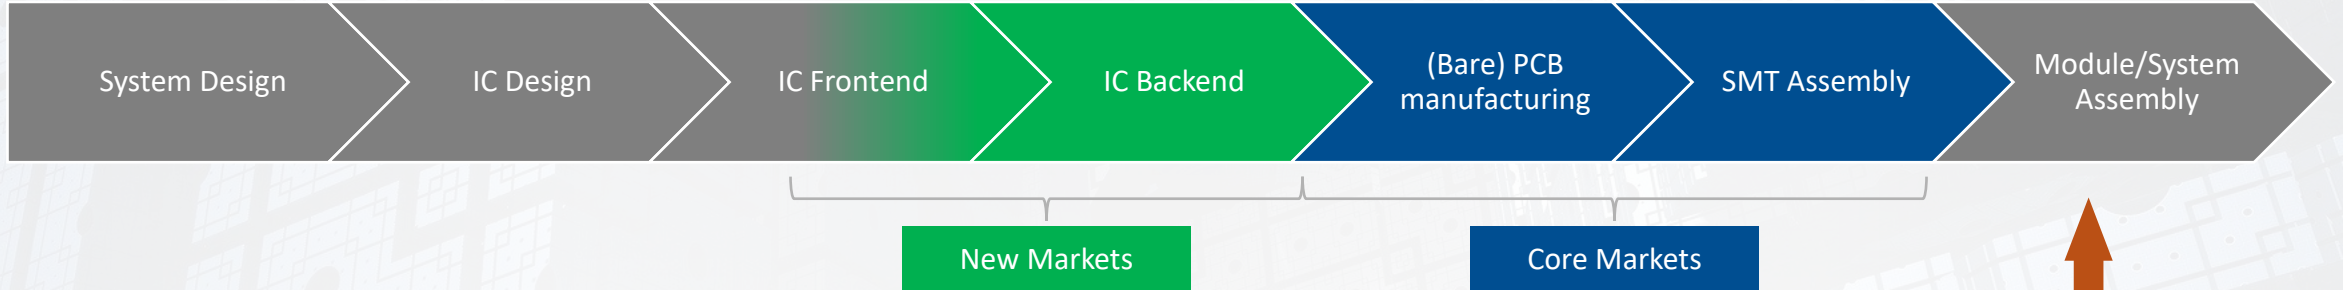 System Design
IC Design
IC Frontend
IC Backend
(Bare) PCB
manufacturing
SMT Assembly
Module/System
Assembly
New Markets
Core Markets